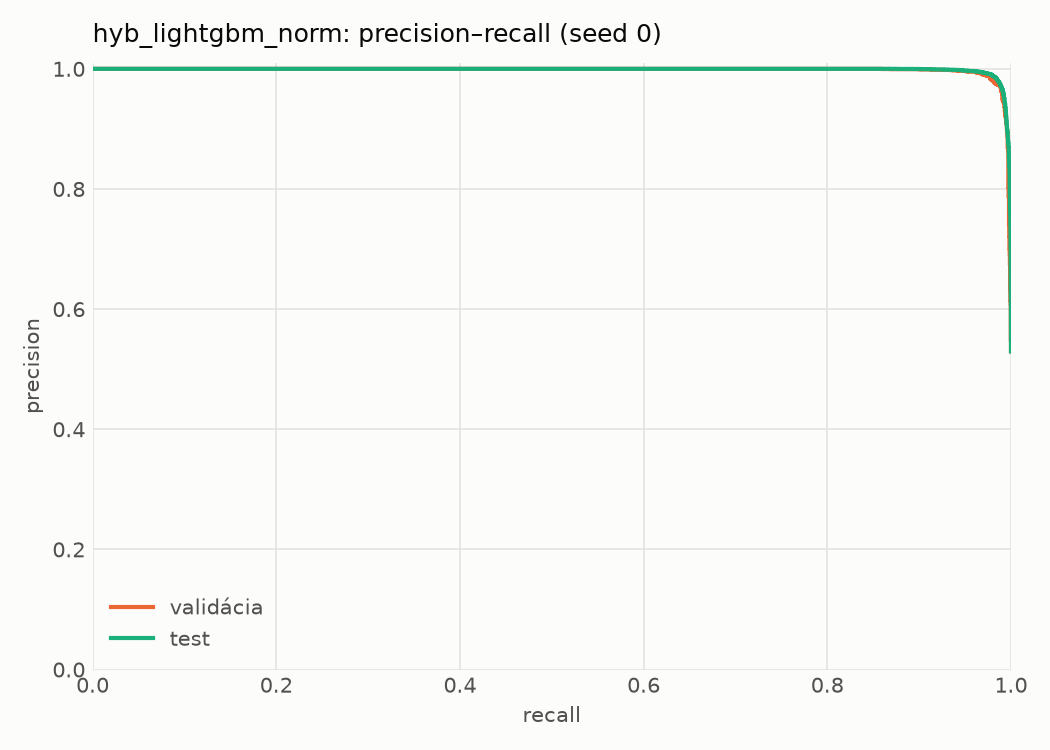 hyb_lightgbm_norm: precision–recall (seed 0)
1.0
0.8
0.6
0.4
0.2
0.0
precision
validácia
test
0.0 0.2 0.4 0.6 0.8 1.0
recall